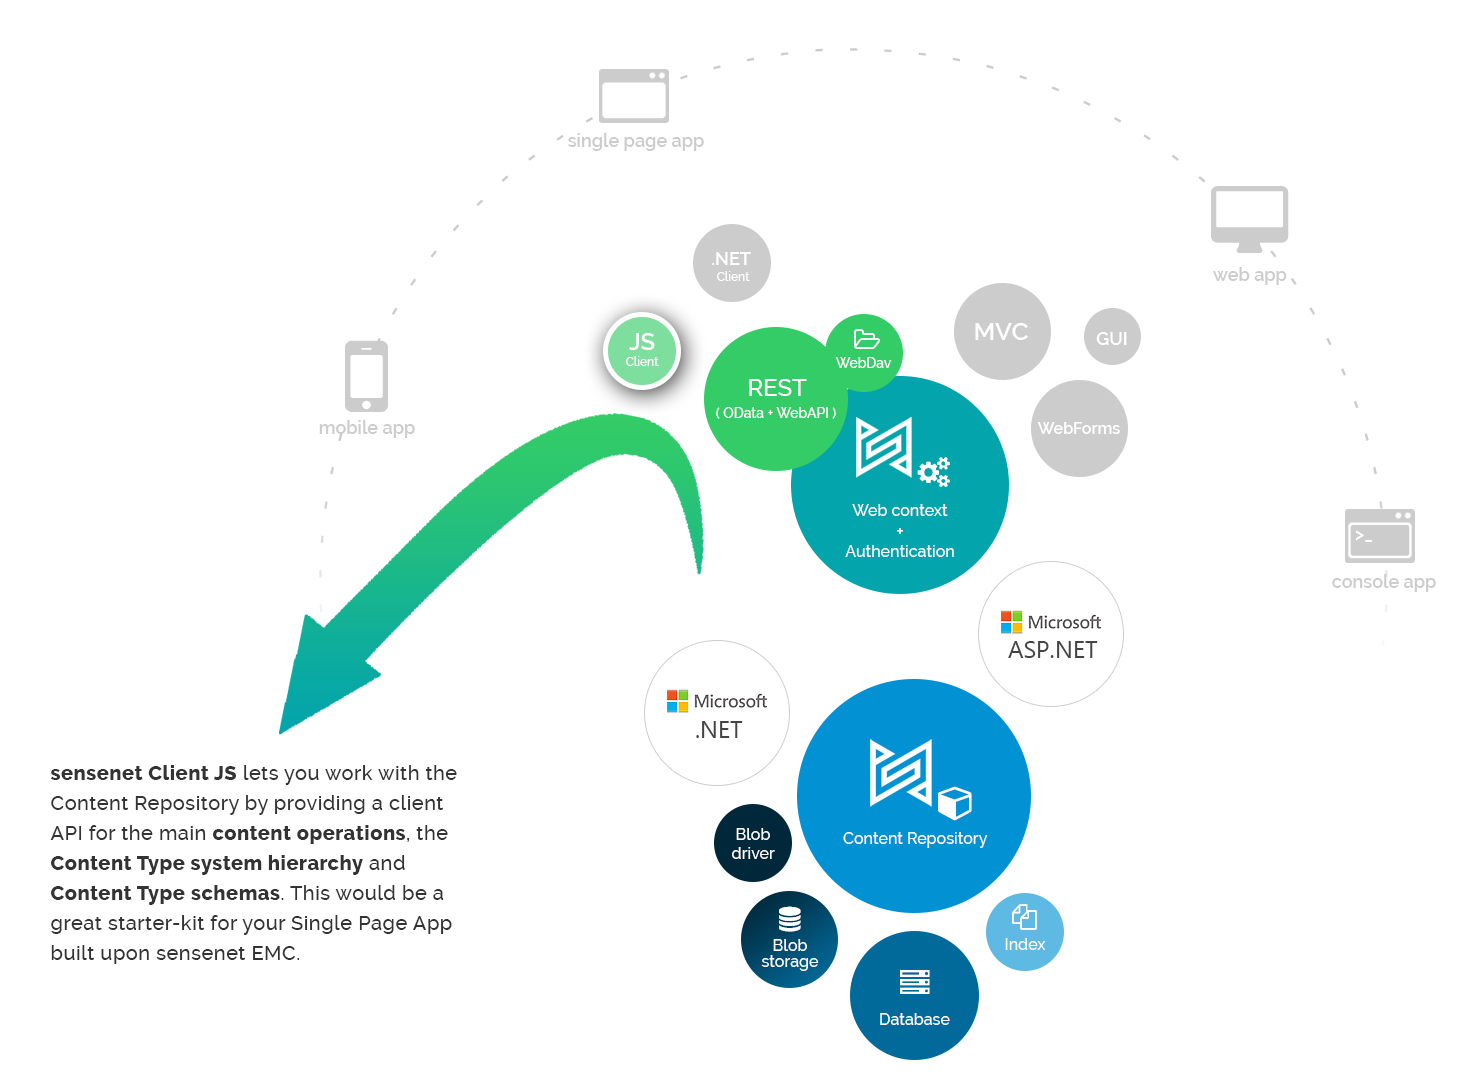 single page app
web app
.NET
Client
JS
Client
WebDav
MVC
GUI
REST
( OData + WebAPI )
mobile app
WebForms
Web context
+
Authentication
>_
console app
Microsoft
ASP.NET
Microsoft
.NET
sensenet Client JS lets you work with the
Content Repository by providing a client
API for the main content operations, the
Content Type system hierarchy and
Content Type schemas. This would be a
great starter-kit for your Single Page App
built upon sensenet EMC.
Content Repository
Blob
driver
Blob
storage
Index
Database